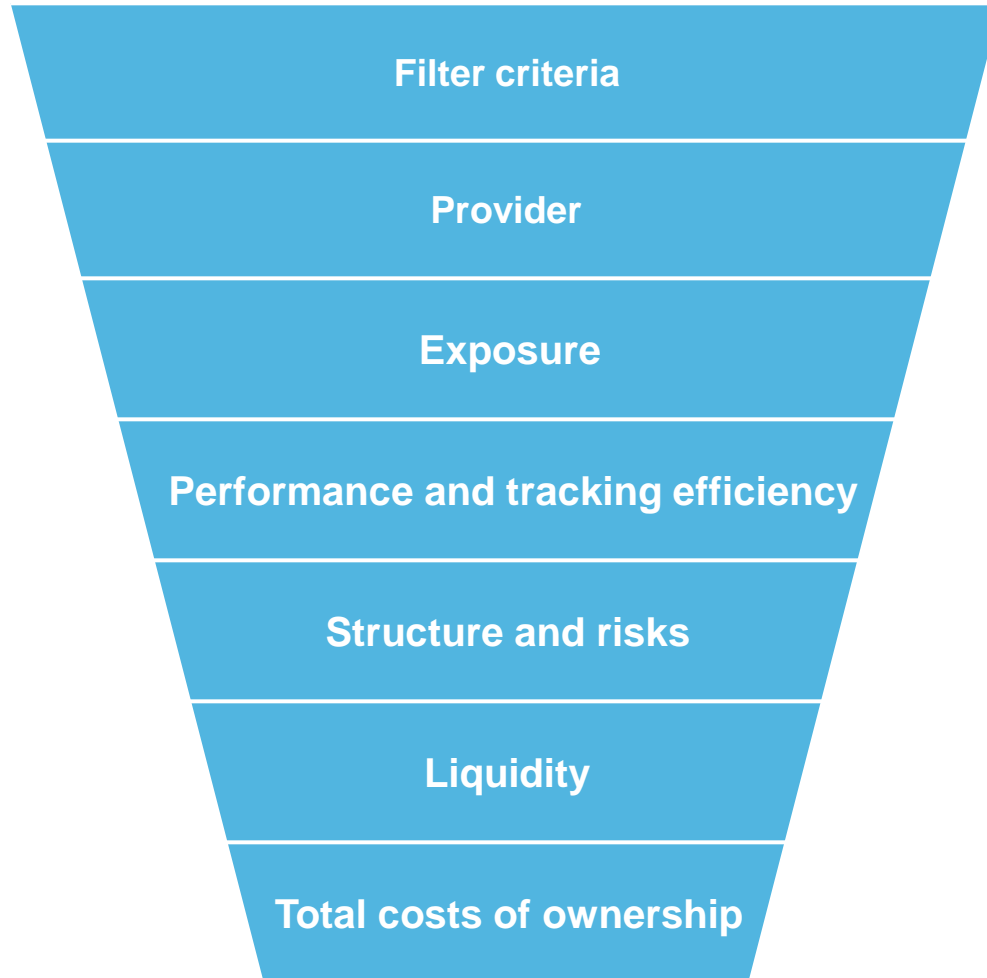 Filter criteria
Provider
Exposure
Performance and tracking efficiency
Structure and risks
Liquidity
Total costs of ownership